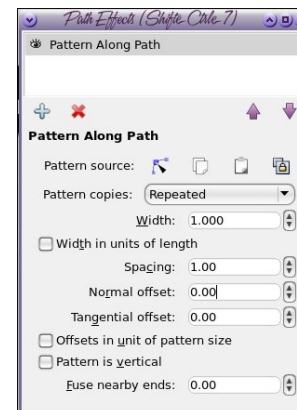 Path Effects (Shift+Ctrl+7)
Pattern Along Path
Pattern Along Path
Pattern source:
Pattern copies: Repeated
Width: 1.000
Width in units of length
Spacing: 1.00
Normal offset: 0.00
Tangential offset: 0.00
Offsets in unit of pattern size
Pattern is vertical
Fuse nearby ends: 0.00